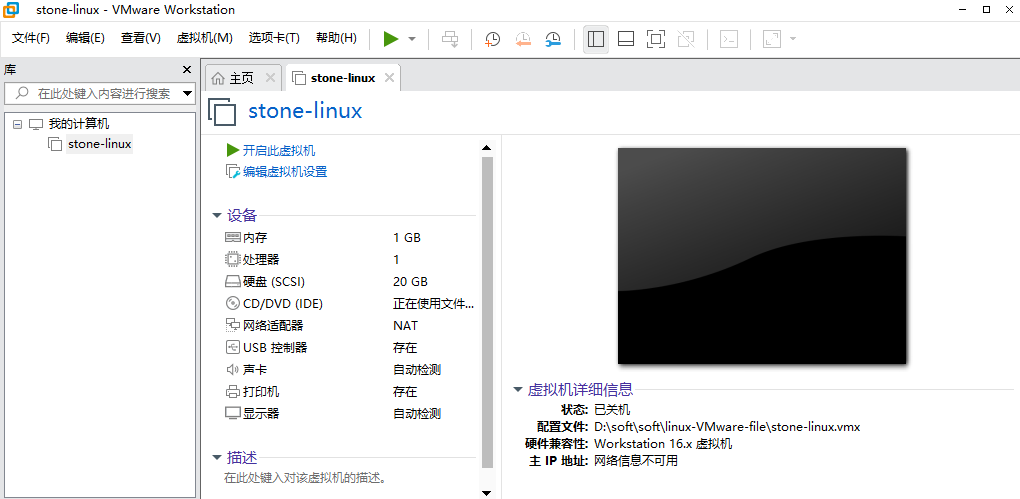 stone-linux - VMware Workstation
文件(F) 编辑(E) 查看(V) 虚拟机(M) 选项卡(T) 帮助(H)
库
在此处键入内容进行搜索
我的计算机
stone-linux
主页 stone-linux
stone-linux
开启此虚拟机
编辑虚拟机设置
设备
内存 1 GB
处理器 1
硬盘 (SCSI) 20 GB
CD/DVD (IDE) 正在使用文件...
网络适配器 NAT
USB 控制器 存在
声卡 自动检测
打印机 存在
显示器 自动检测
描述
在此处键入对该虚拟机的描述。
虚拟机详细信息
状态: 已关机
配置文件: D:\soft\soft\linux-VMware-file\stone-linux.vmx
硬件兼容性: Workstation 16.x 虚拟机
主 IP 地址: 网络信息不可用